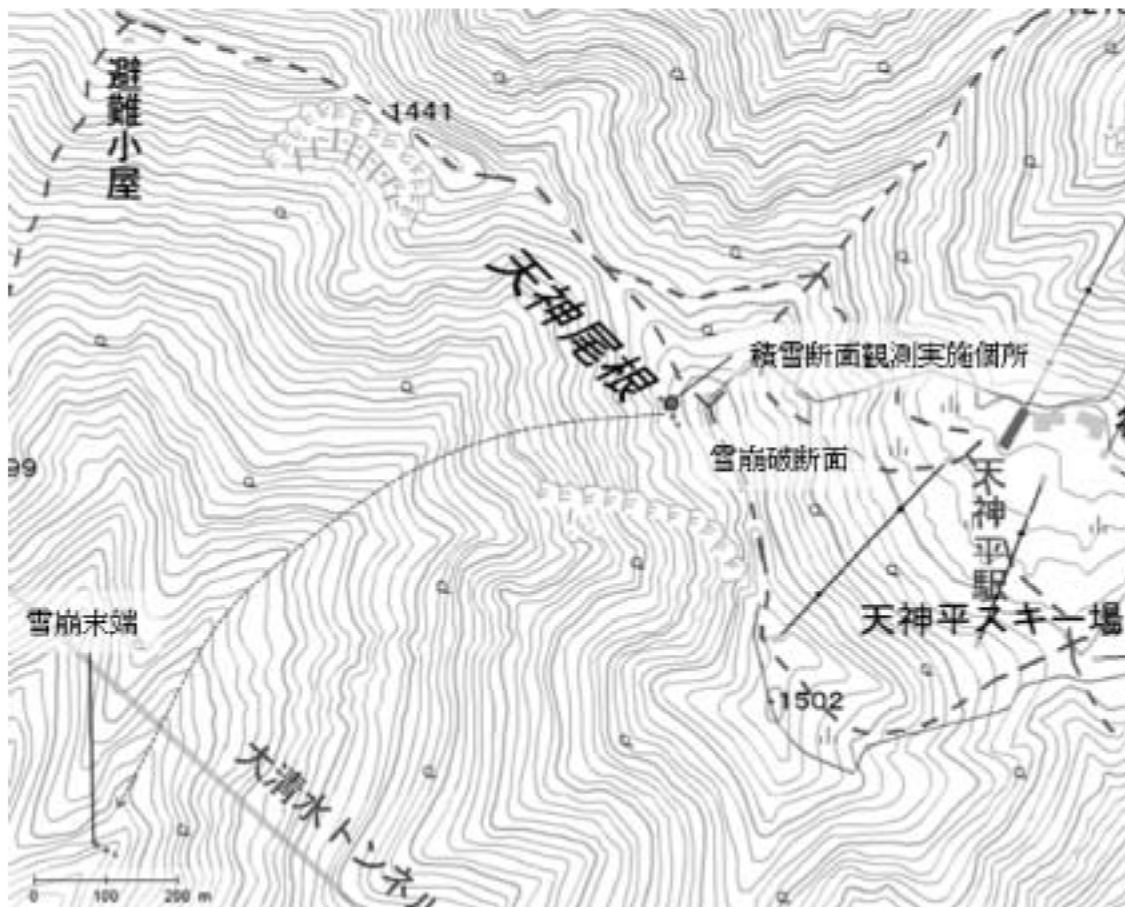 避難小屋
1441
天神尾根
積雪断面観測実施個所
雪崩破断面
99
天神平駅
雪崩末端
天神平スキー場
1502
大清水トンネル
0 100 200 m